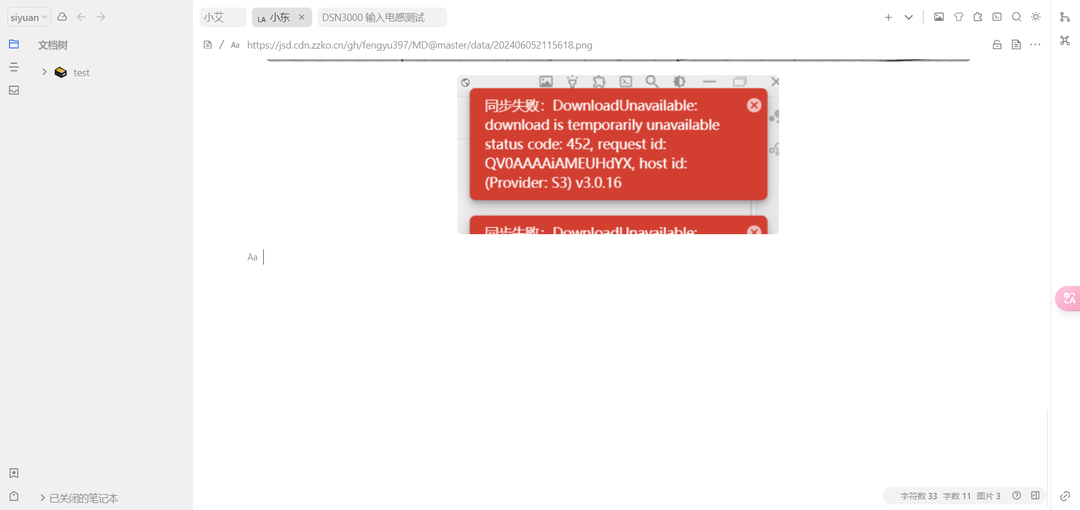 siyuan
小艾
LA 小东
DSN3000 输入电感测试
文档树
test
Aa https://jsd.cdn.zzko.cn/gh/fengyu397/MD@master/data/202406052115618.png
同步失败：DownloadUnavailable:
download is temporarily unavailable
status code: 452, request id:
QV0AAAAiAMEUHdYX, host id:
(Provider: S3) v3.0.16
同步失败：DownloadUnavailable:
Aa
已关闭的笔记本
字符数 33 字数 11 图片 3